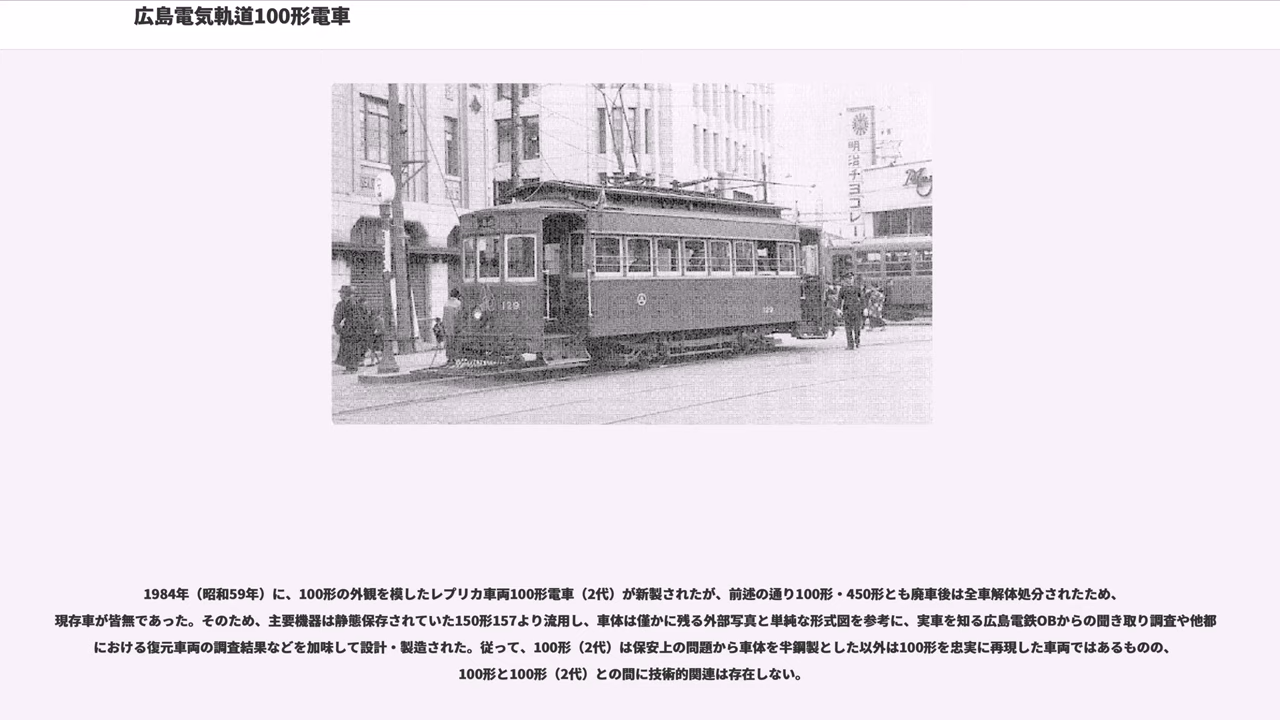 広島電気軌道100形電車
明治チヨコレー
129
129
1984年（昭和59年）に、100形の外観を模したレプリカ車両100形電車（2代）が新製されたが、前述の通り100形・450形とも廃車後は全車解体処分されたため、
現存車が皆無であった。そのため、主要機器は静態保存されていた150形157より流用し、車体は僅かに残る外部写真と単純な形式図を参考に、実車を知る広島電鉄OBからの聞き取り調査や他都
における復元車両の調査結果などを加味して設計・製造された。従って、100形（2代）は保安上の問題から車体を半鋼製とした以外は100形を忠実に再現した車両ではあるものの、
100形と100形（2代）との間に技術的関連は存在しない。